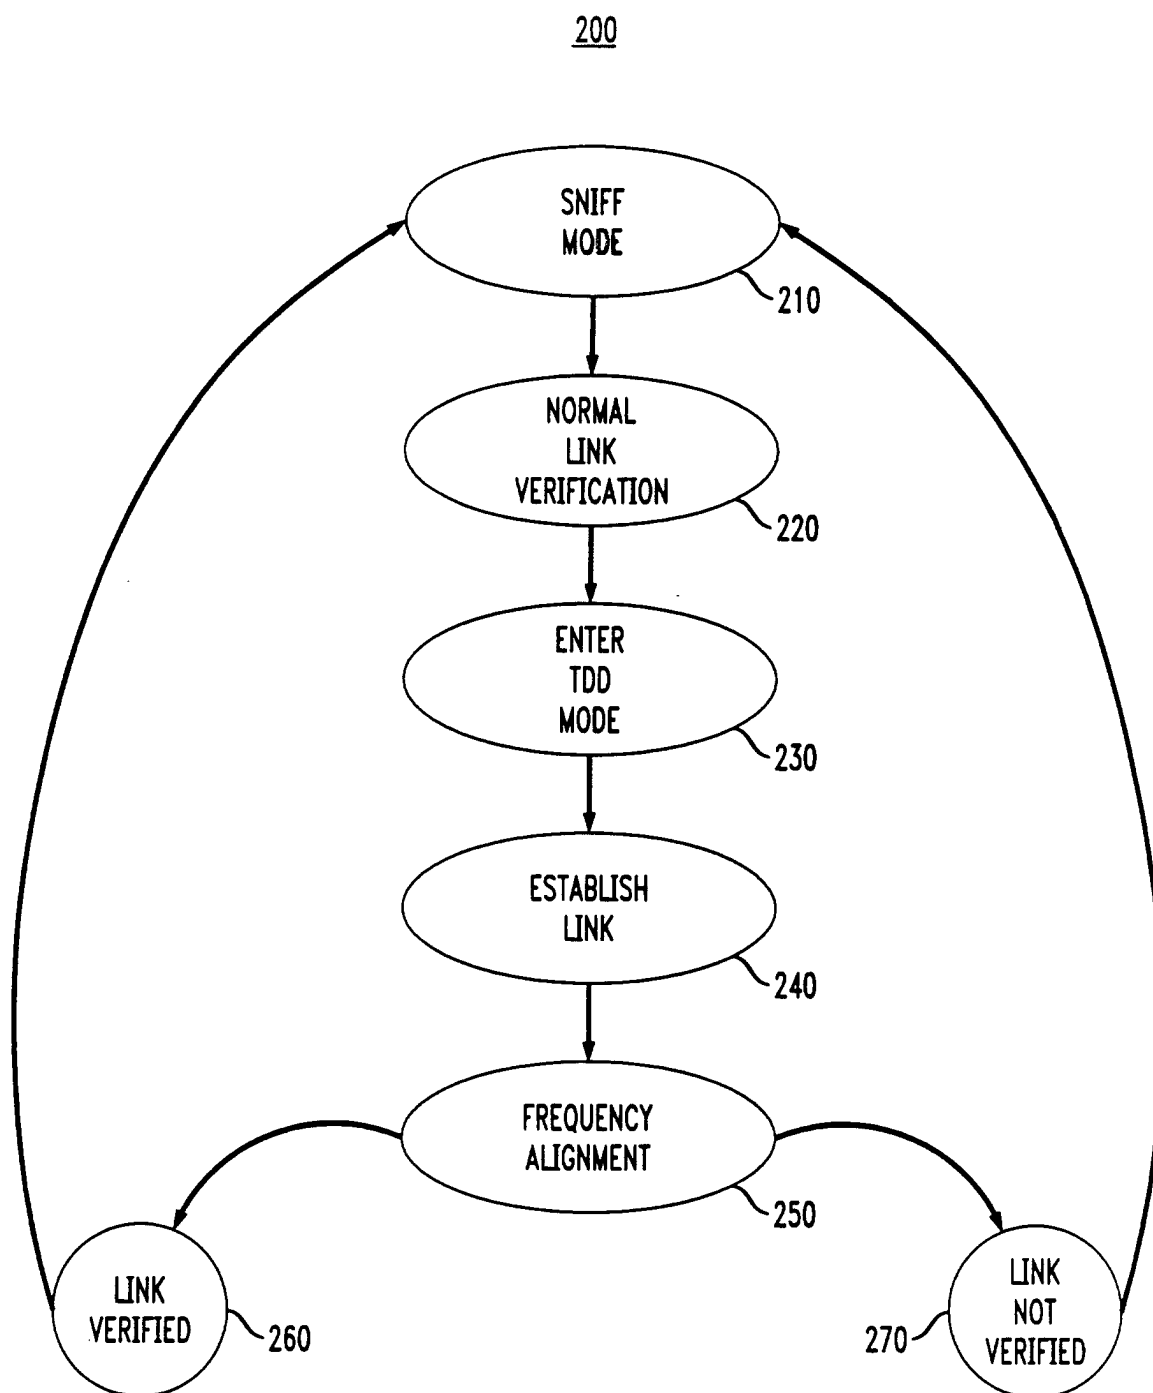 200
SNIFF
MODE
210
NORMAL
LINK
VERIFICATION
220
ENTER
TDD
MODE
230
ESTABLISH
LINK
240
FREQUENCY
ALIGNMENT
250
LINK
VERIFIED
260
LINK
NOT
VERIFIED
270